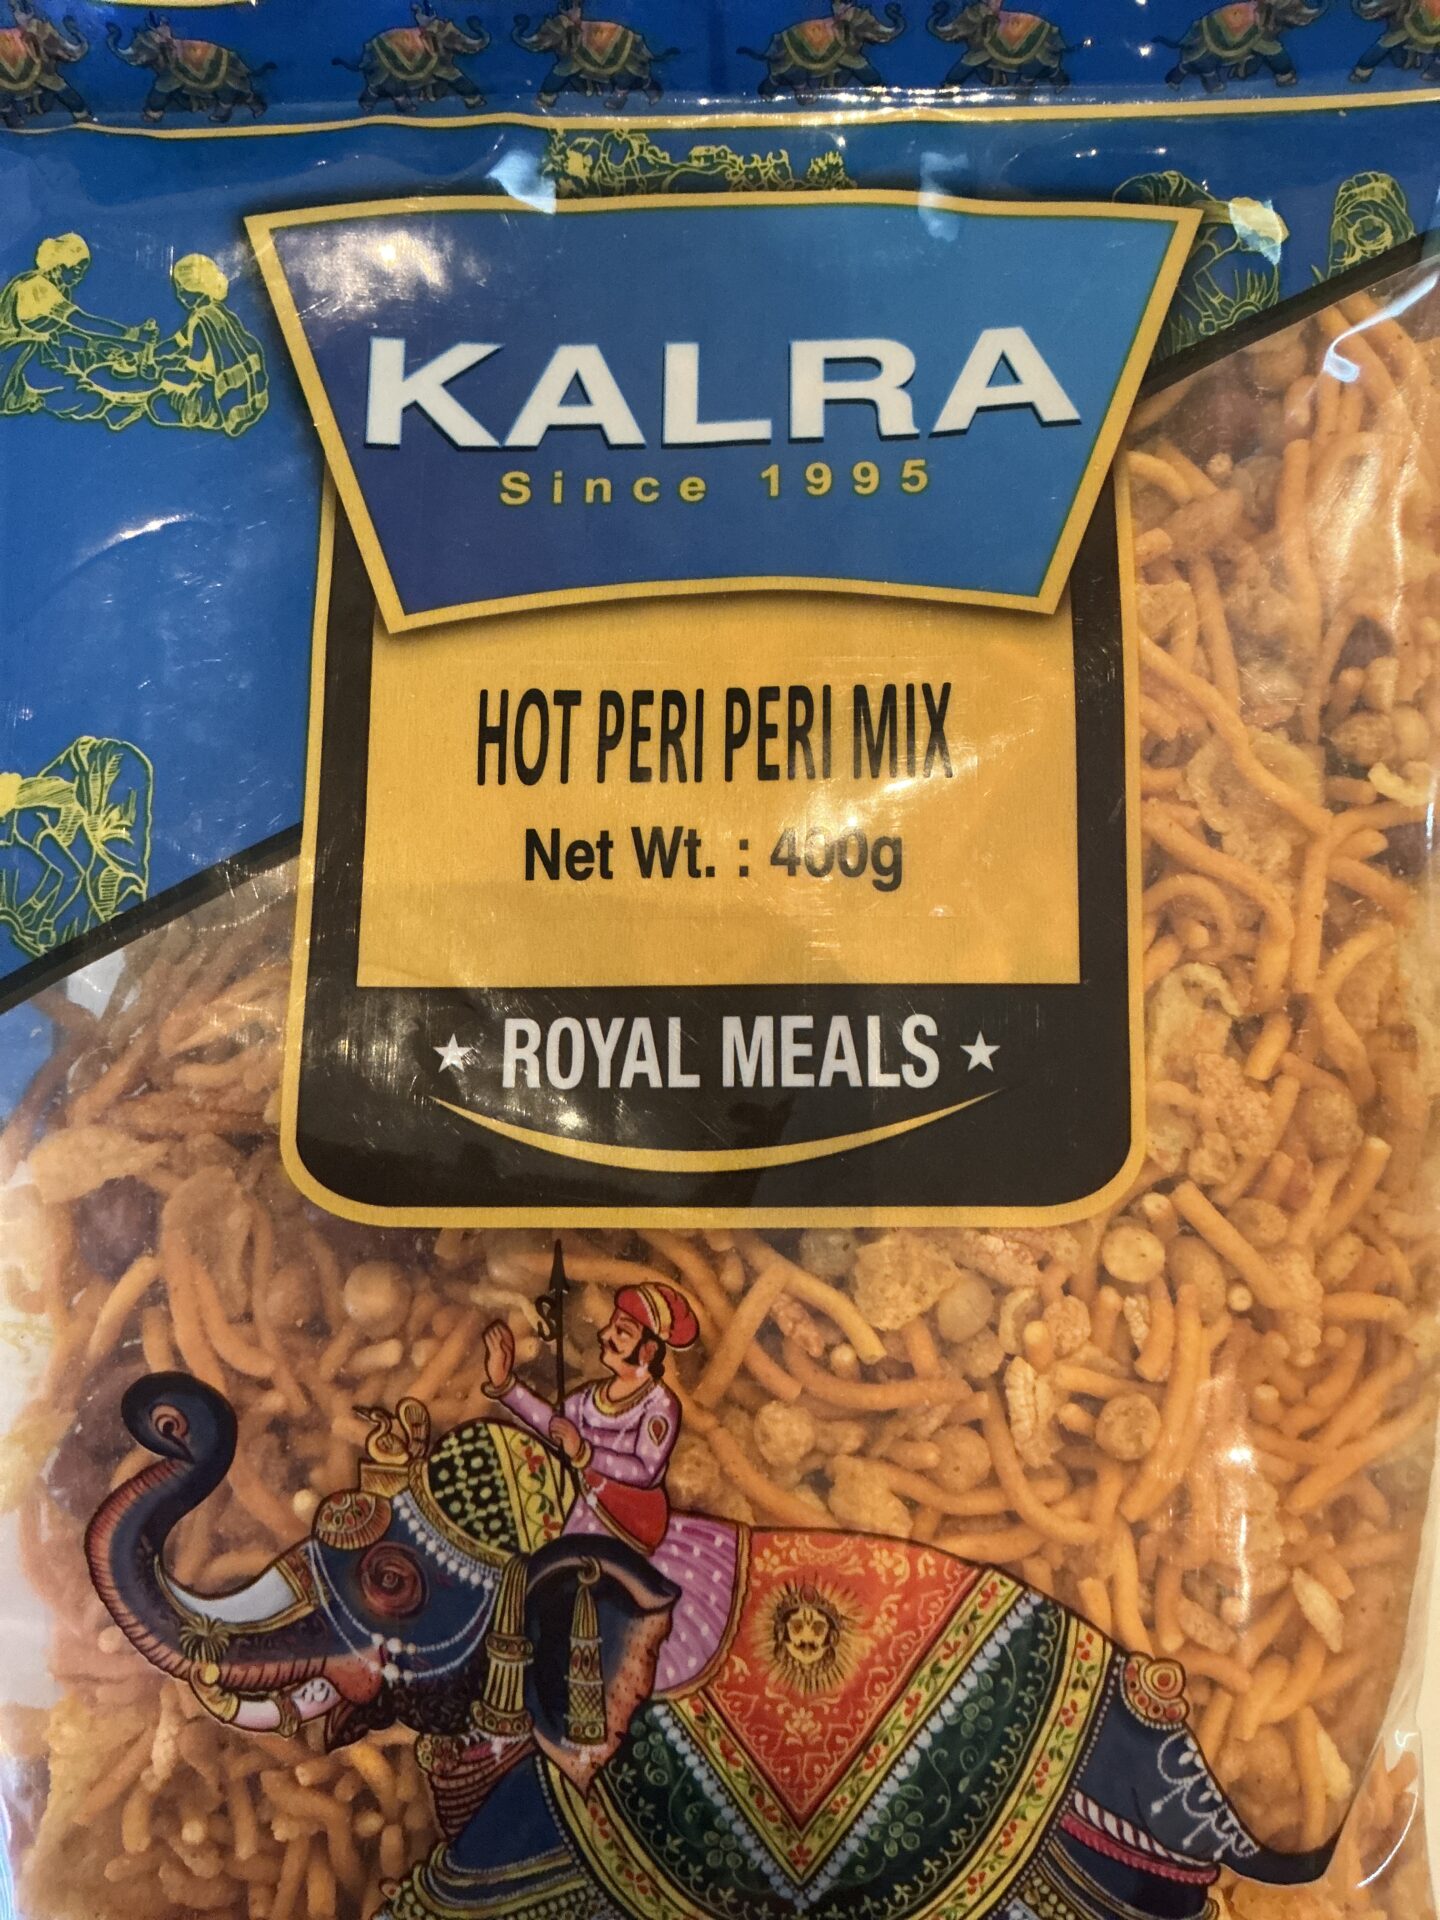 KALRA
Since 1995
HOT PERI PERI MIX
Net Wt. : 400g
ROYAL MEALS